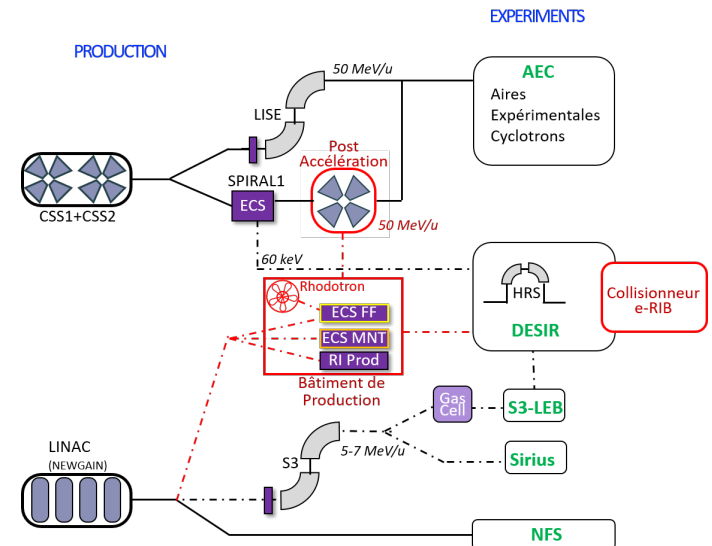 EXPERIMENTS
PRODUCTION
50 MeV/u
AEC
Aires
Expérimentales
Cyclotrons
LISE
Post
Accélération
SPIRAL1
ECS
CSS1+CSS2
50 MeV/u
60 keV
Rhodotron
HRS
Collisionneur
e-RIB
ECS FF
DESIR
ECS MNT
RI Prod
Bâtiment de
Production
Gas
Cell
S3-LEB
5-7 MeV/u
LINAC
(NEWGAIN)
S3
Sirius
NFS